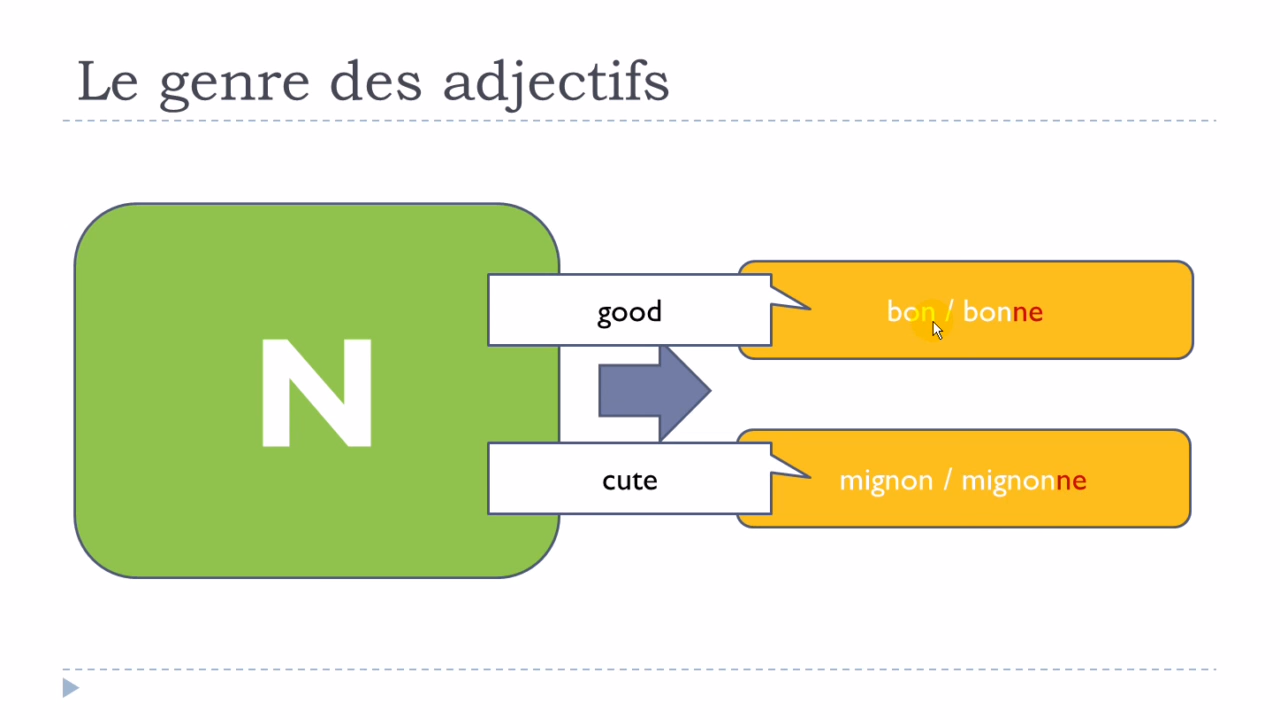 Le genre des adjectifs
N
good
bon / bonne
cute
mignon / mignonne